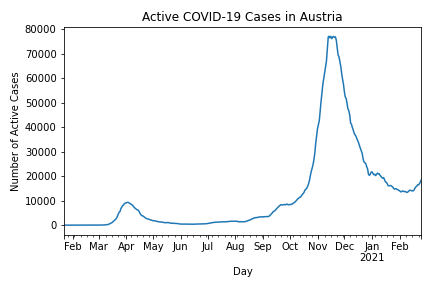 Active COVID-19 Cases in Austria
80000
70000
60000
50000
40000
30000
20000
10000
0
Number of Active Cases
Feb Mar Apr May Jun Jul Aug Sep Oct Nov Dec Jan Feb
2021
Day